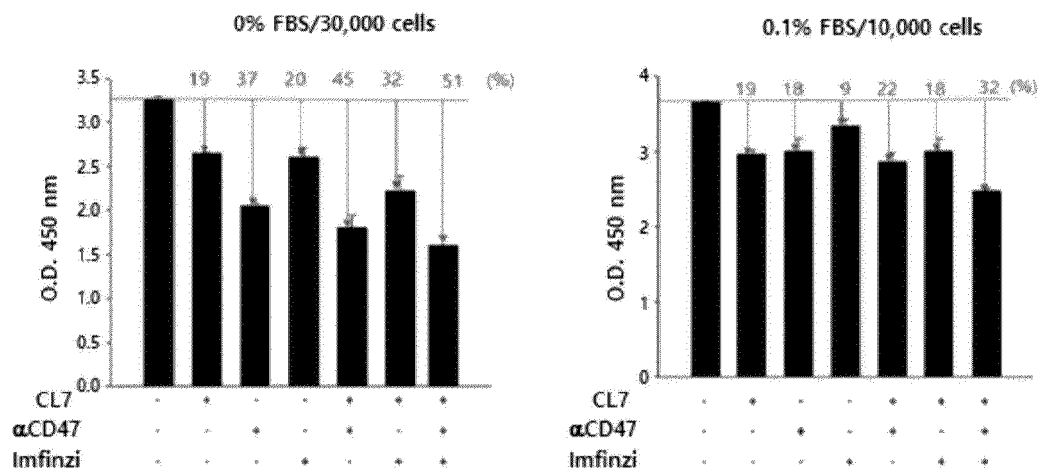 0% FBS/30,000 cells
19 37 20 45 32 51 (%)
3.5
3.0
2.5
2.0
1.5
1.0
0.5
0.0
O.D. 450 nm
CL7 - + - - + + +
αCD47 - - + - + - +
Imfinzi - - - + - + +
0.1% FBS/10,000 cells
19 18 9 22 18 32 (%)
4
3
2
1
0
O.D. 450 nm
CL7 - + - - + + +
αCD47 - - + - + - +
Imfinzi - - - + - + +